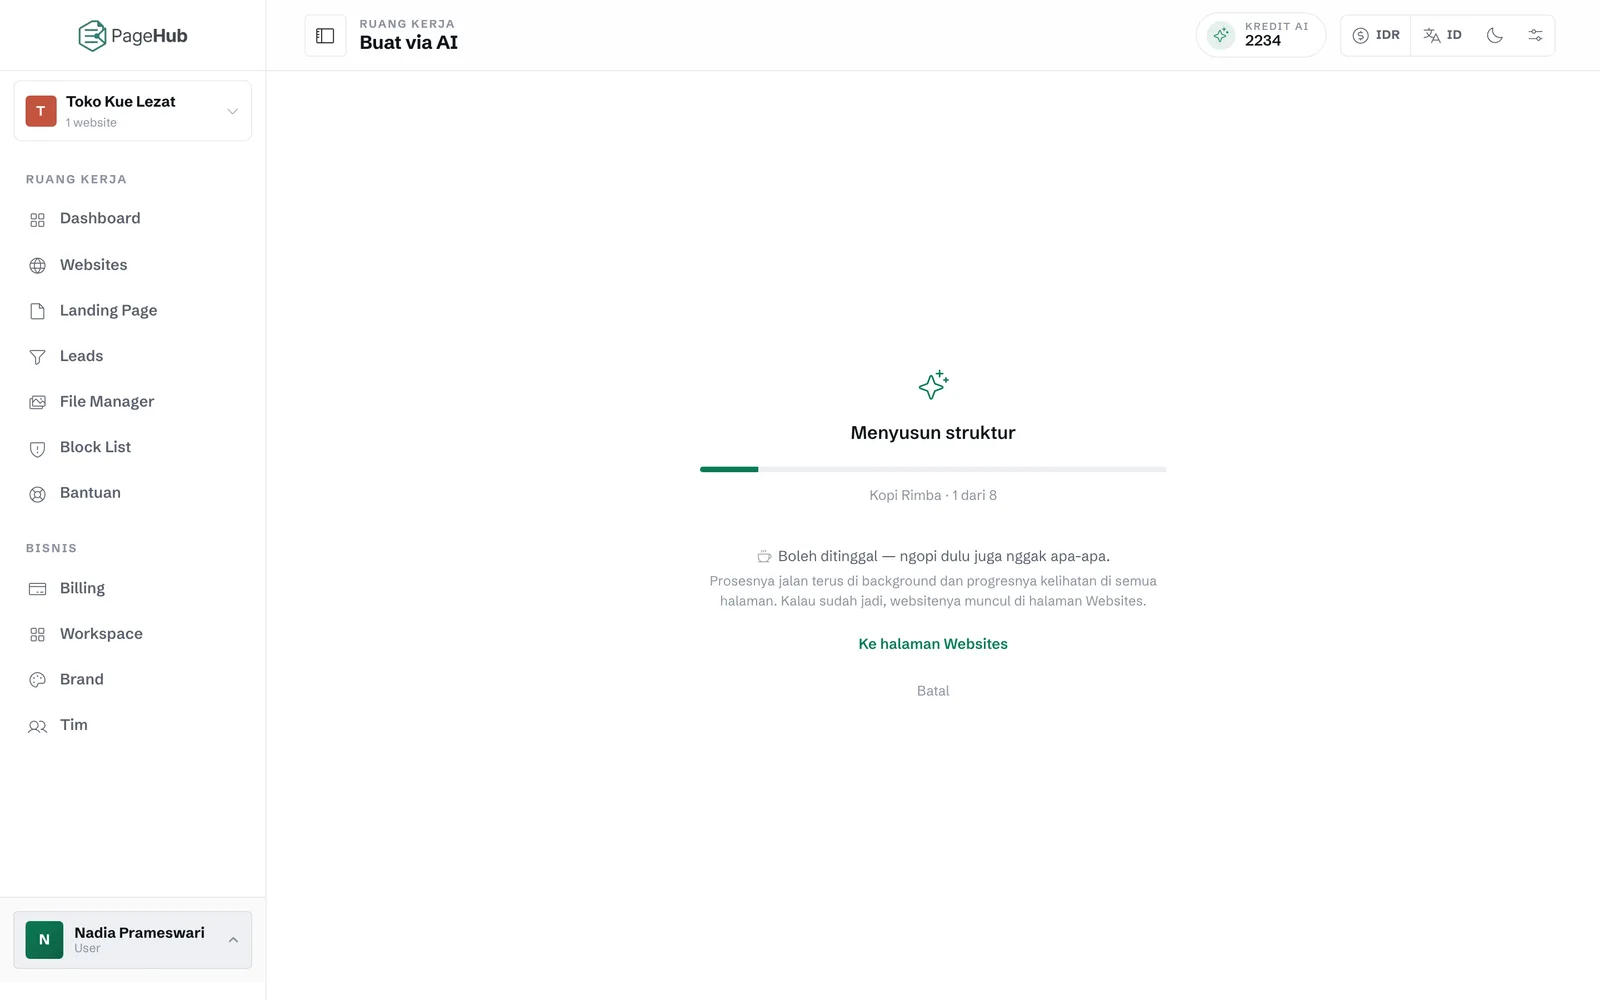 PageHub
RUANG KERJA
Buat via AI
KREDIT AI
2234
IDR
ID
T
Toko Kue Lezat
1 website
RUANG KERJA
Dashboard
Websites
Landing Page
Leads
File Manager
Block List
Bantuan
BISNIS
Billing
Workspace
Brand
Tim
Menyusun struktur
Kopi Rimba · 1 dari 8
Boleh ditinggal — ngopi dulu juga nggak apa-apa.
Prosesnya jalan terus di background dan progresnya kelihatan di semua
halaman. Kalau sudah jadi, websitenya muncul di halaman Websites.
Ke halaman Websites
Batal
N
Nadia Prameswari
User